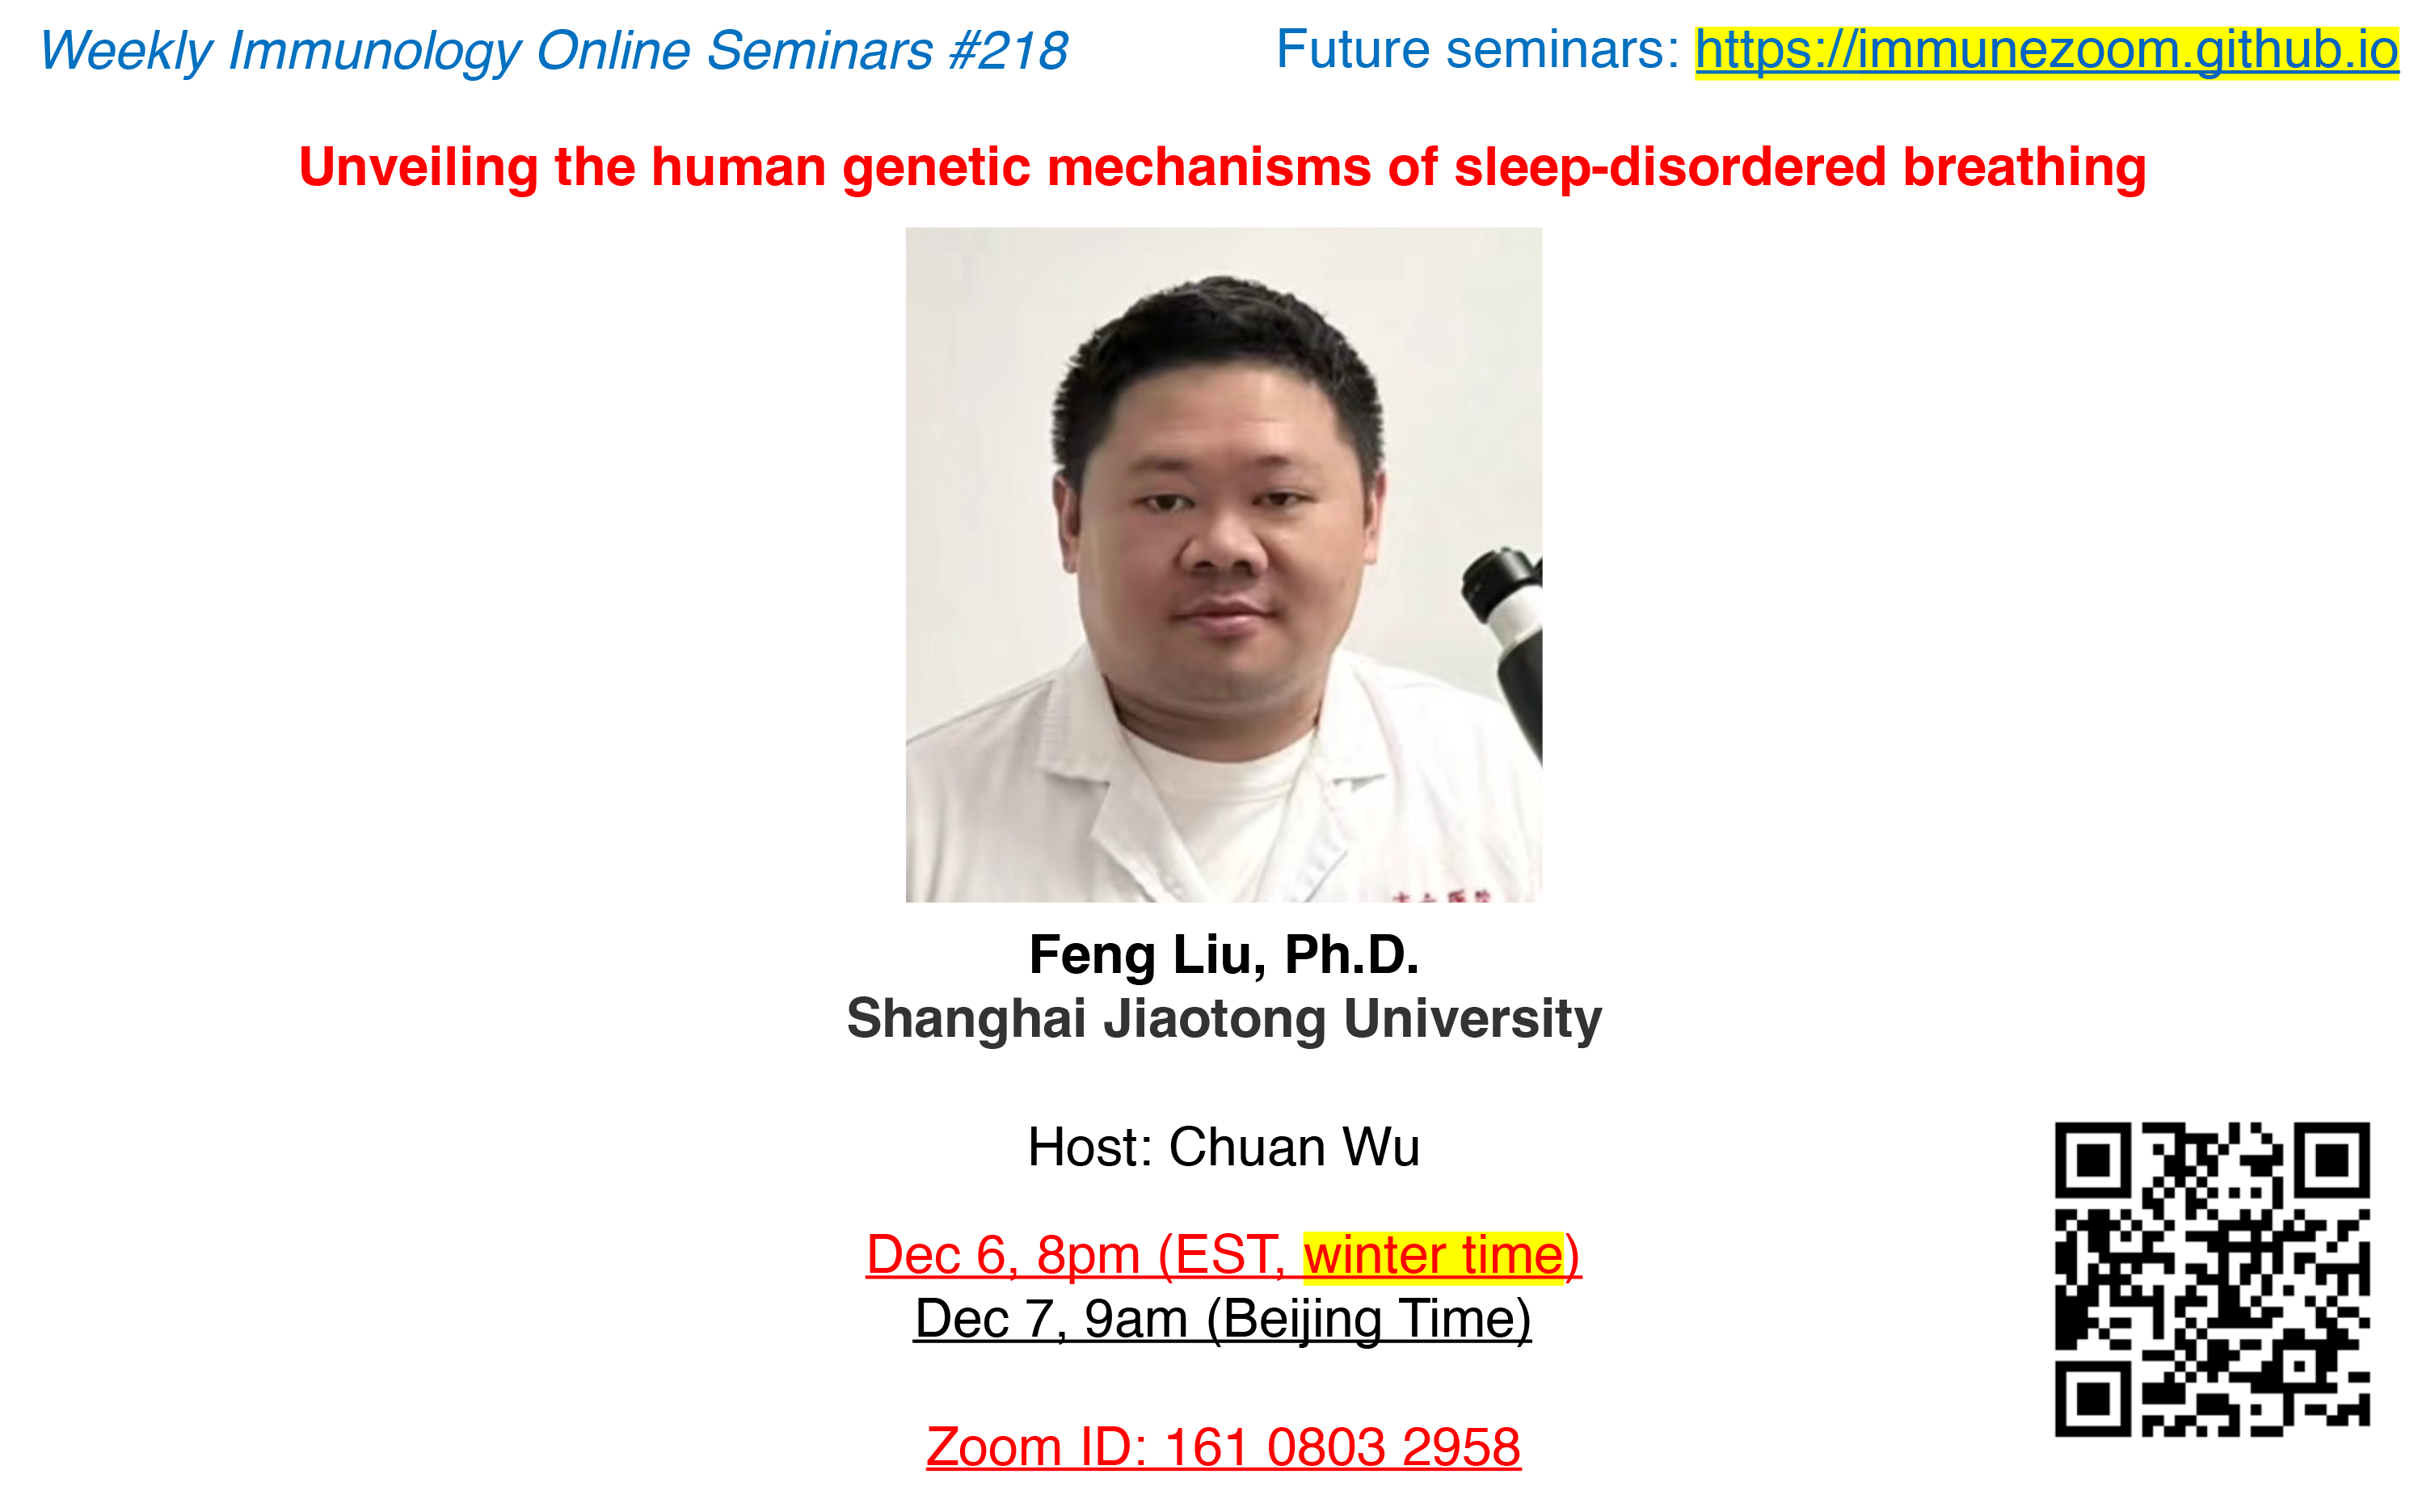 Weekly Immunology Online Seminars #218
Future seminars: https://immunezoom.github.io
Unveiling the human genetic mechanisms of sleep-disordered breathing
Feng Liu, Ph.D.
Shanghai Jiaotong University
Host: Chuan Wu
Dec 6, 8pm (EST, winter time)
Dec 7, 9am (Beijing Time)
Zoom ID: 161 0803 2958